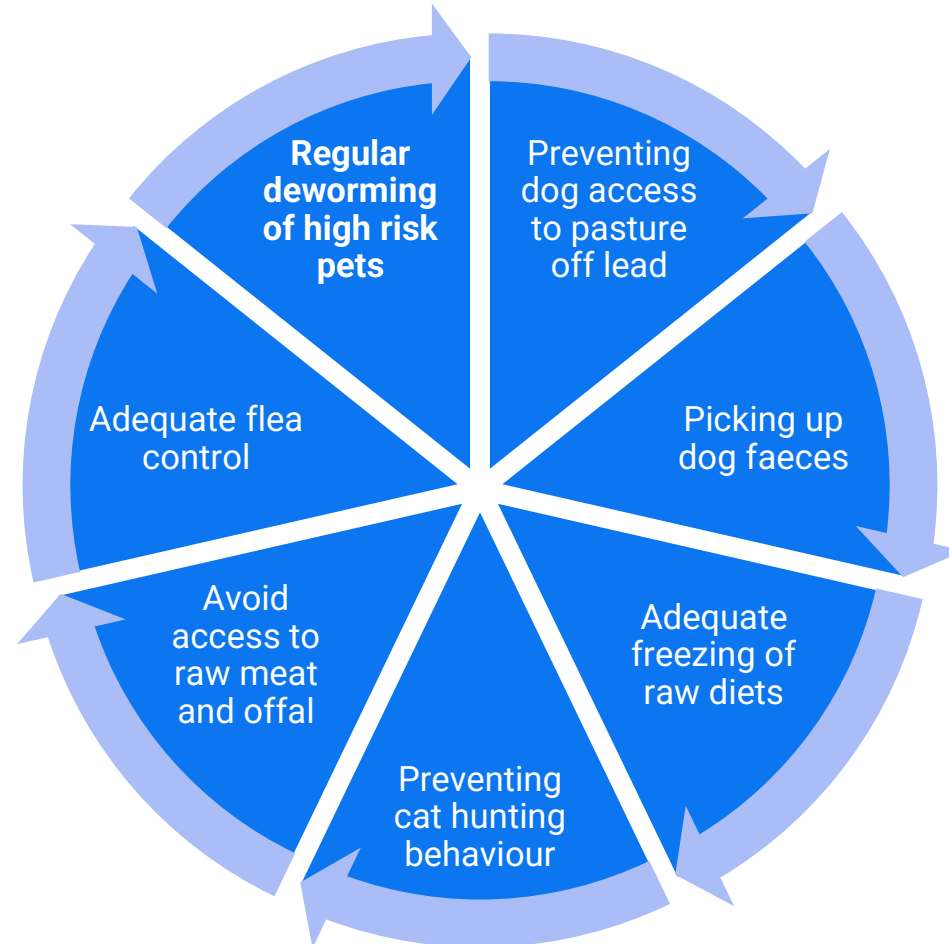 Regular
deworming
of high risk
pets
Preventing
dog access
to pasture
off lead
Picking up
dog faeces
Adequate
freezing of
raw diets
Preventing
cat hunting
behaviour
Avoid
access to
raw meat
and offal
Adequate flea
control